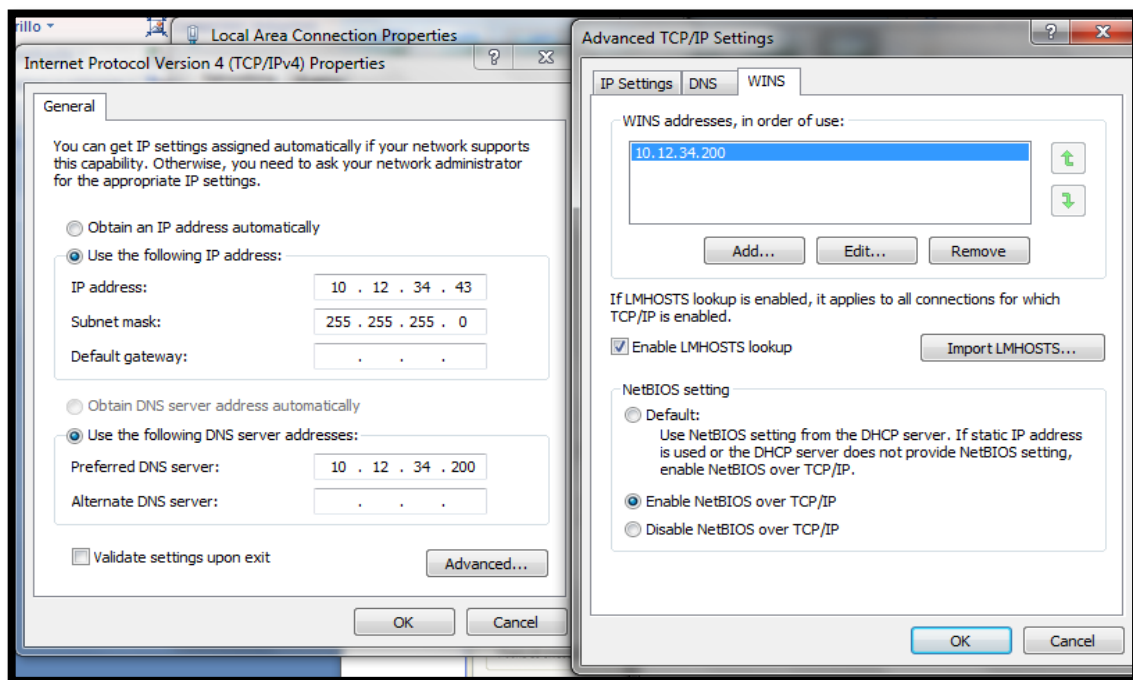 rillo
Local Area Connection Properties
Internet Protocol Version 4 (TCP/IPv4) Properties
General
You can get IP settings assigned automatically if your network supports
this capability. Otherwise, you need to ask your network administrator
for the appropriate IP settings.
Obtain an IP address automatically
Use the following IP address:
IP address: 10 . 12 . 34 . 43
Subnet mask: 255 . 255 . 255 . 0
Default gateway: . . .
Obtain DNS server address automatically
Use the following DNS server addresses:
Preferred DNS server: 10 . 12 . 34 . 200
Alternate DNS server: . . .
Validate settings upon exit
Advanced...
OK Cancel
Advanced TCP/IP Settings
IP Settings DNS WINS
WINS addresses, in order of use:
10.12.34.200
Add... Edit... Remove
If LMHOSTS lookup is enabled, it applies to all connections for which
TCP/IP is enabled.
Enable LMHOSTS lookup Import LMHOSTS...
NetBIOS setting
Default:
Use NetBIOS setting from the DHCP server. If static IP address
is used or the DHCP server does not provide NetBIOS setting,
enable NetBIOS over TCP/IP.
Enable NetBIOS over TCP/IP
Disable NetBIOS over TCP/IP
OK Cancel